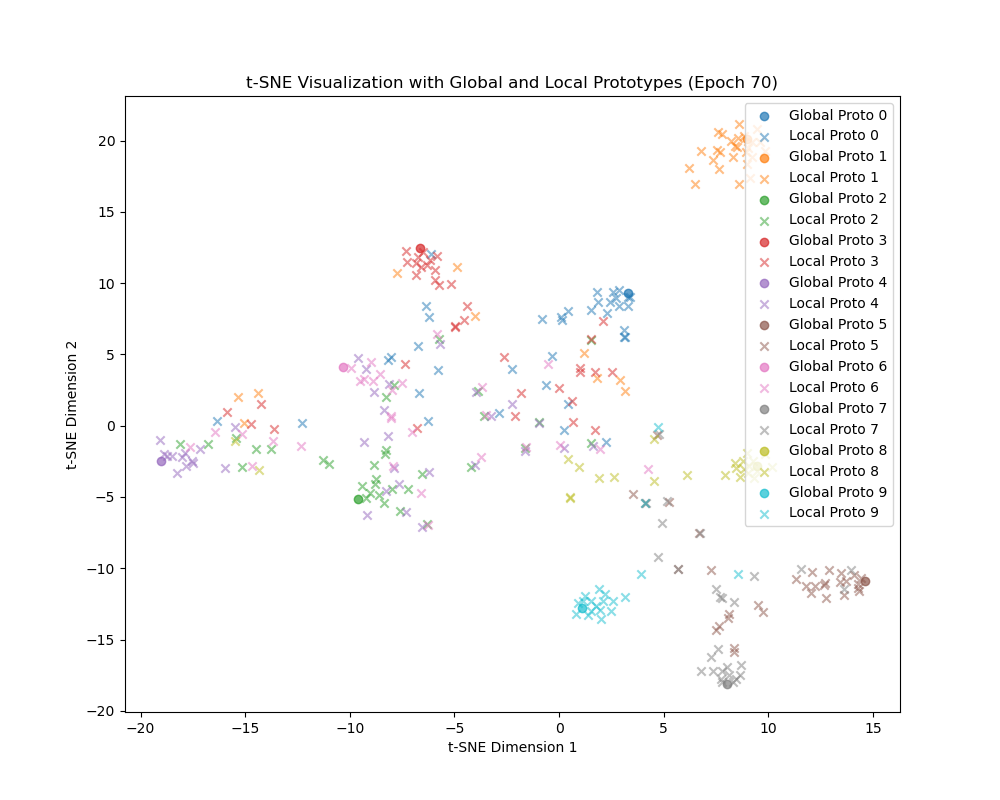 t-SNE Visualization with Global and Local Prototypes (Epoch 70)
t-SNE Dimension 2
20
15
10
5
0
−5
−10
−15
−20
Global Proto 0
Local Proto 0
Global Proto 1
Local Proto 1
Global Proto 2
Local Proto 2
Global Proto 3
Local Proto 3
Global Proto 4
Local Proto 4
Global Proto 5
Local Proto 5
Global Proto 6
Local Proto 6
Global Proto 7
Local Proto 7
Global Proto 8
Local Proto 8
Global Proto 9
Local Proto 9
−20 −15 −10 −5 0 5 10 15
t-SNE Dimension 1